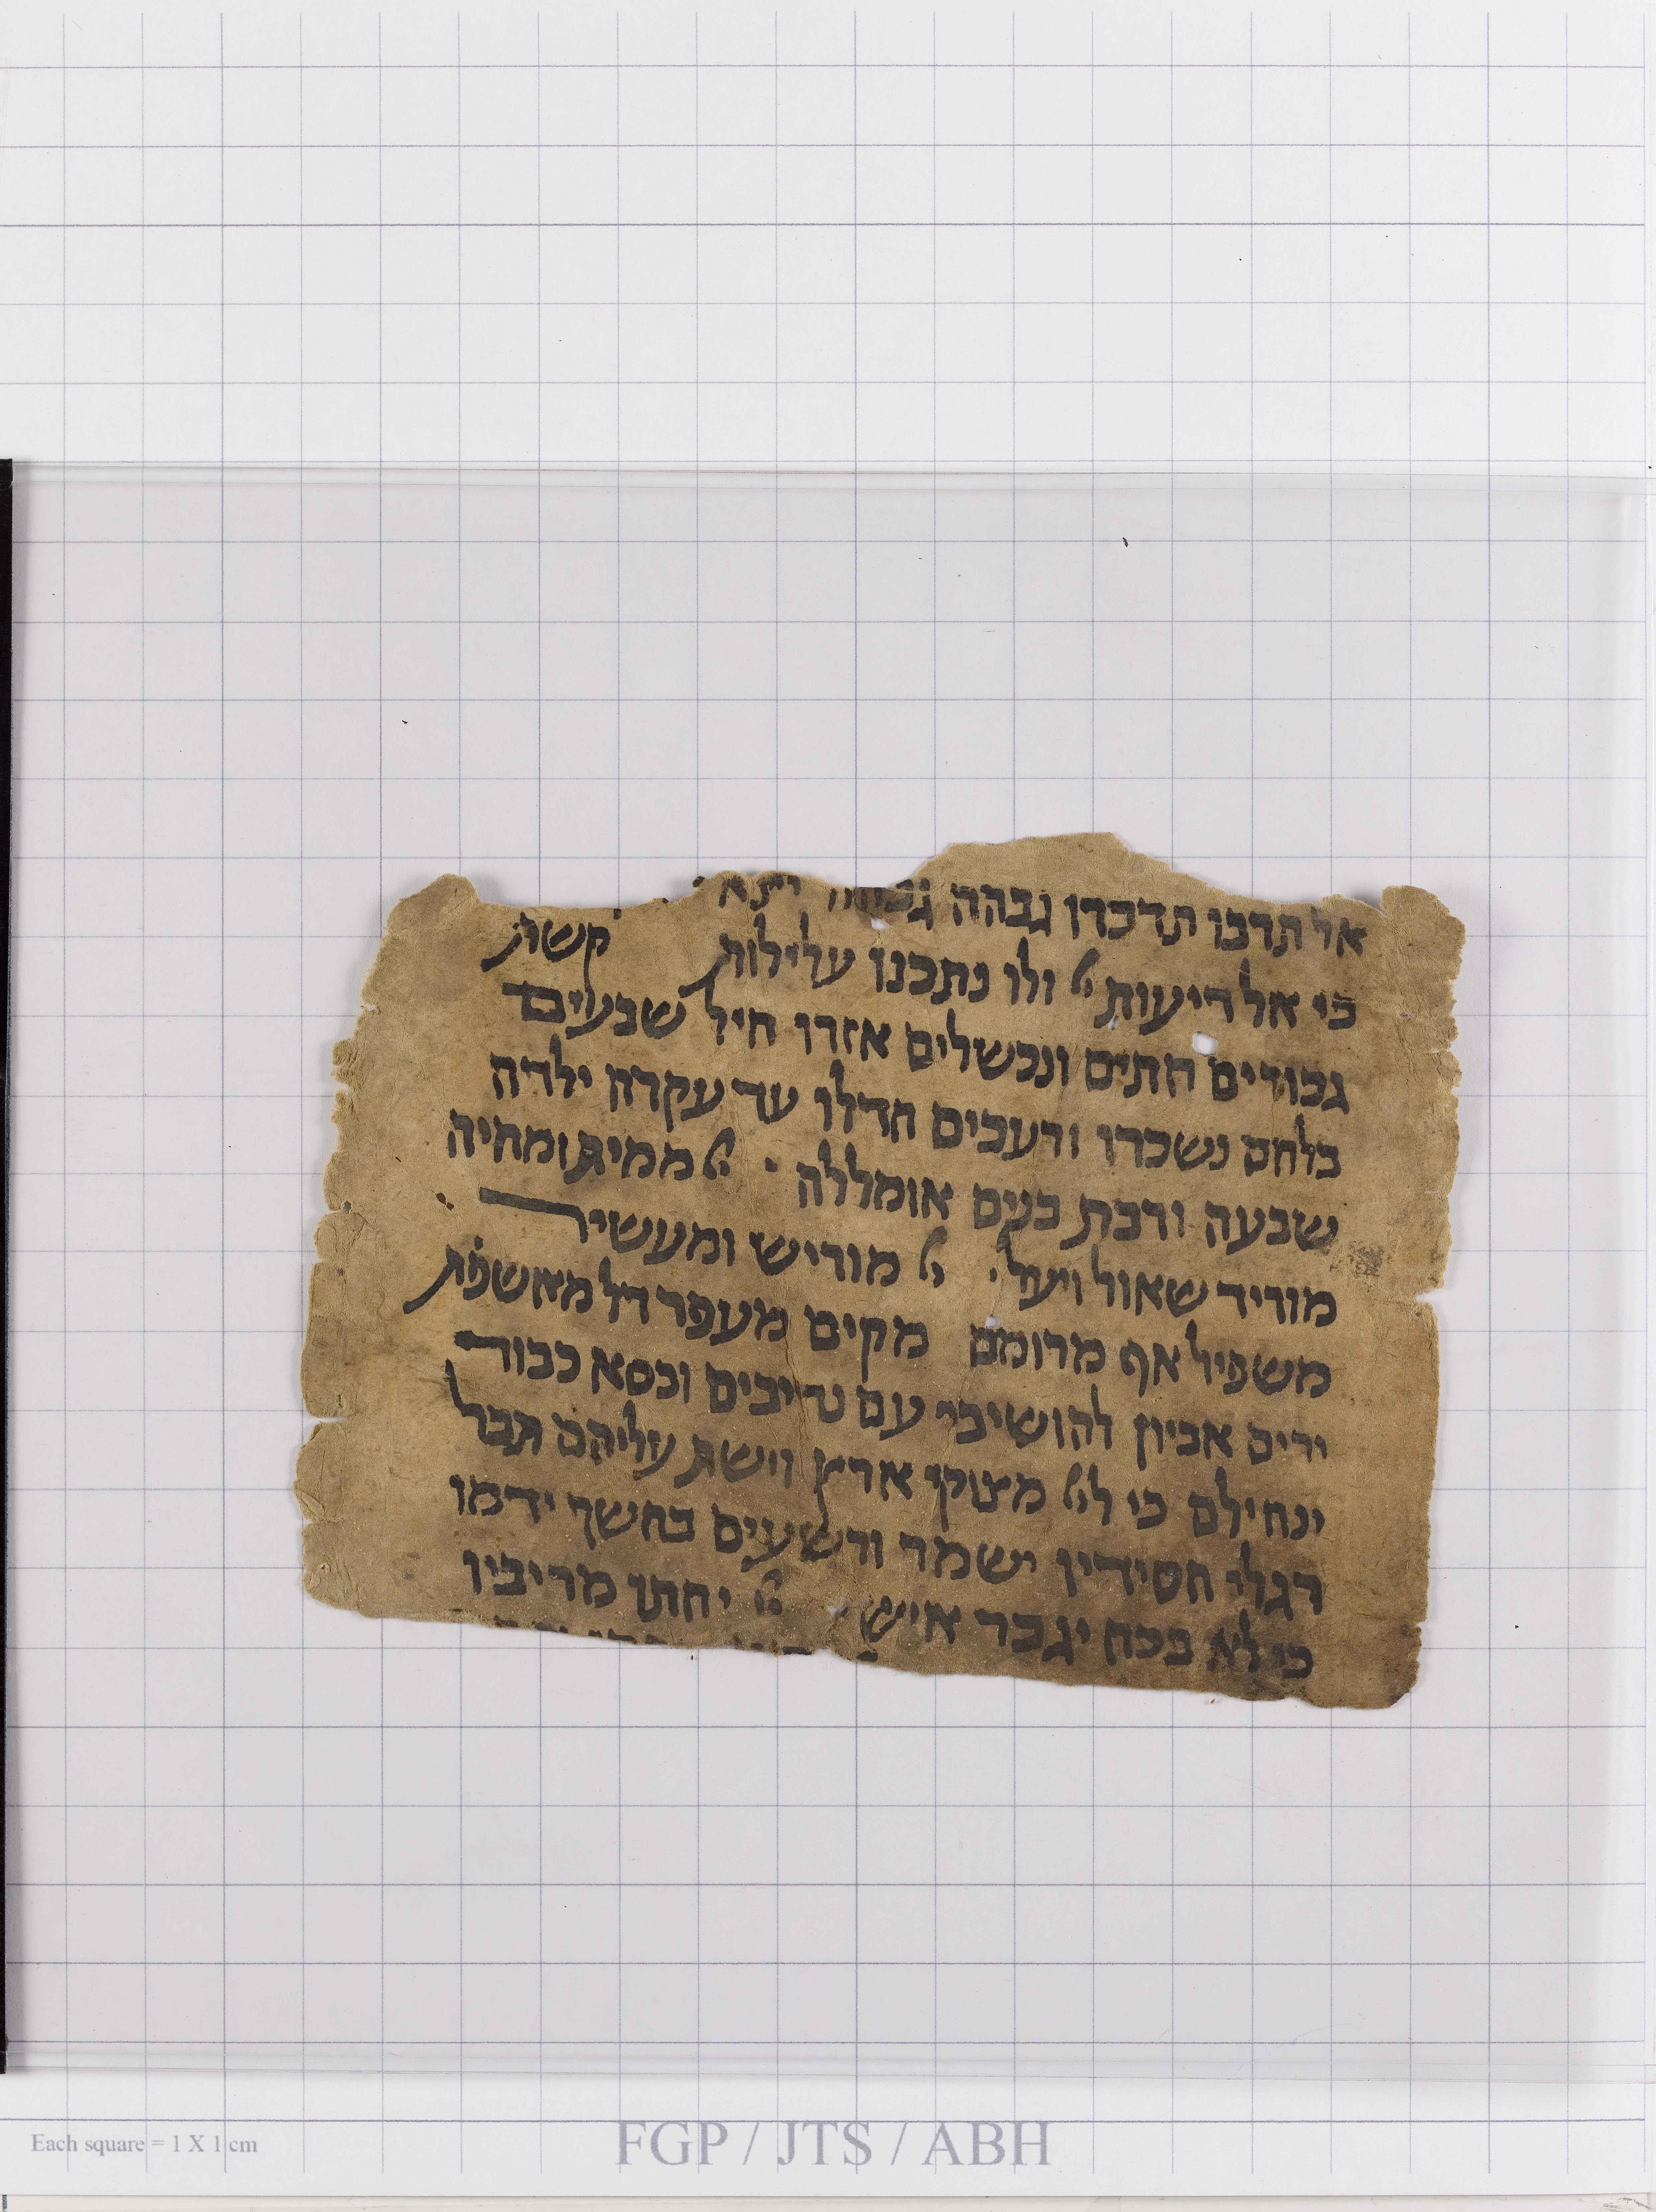 אל תרבו תדברו גבהה גבהה יצא
כי אל דיעות ולו נתכנו עלילות קשת
גבורים חתים ונכשלים אזרו חיל שבעים
בלחם נשכרו ורעבים חדלו עד עקרה ילדה
שבעה ורבת בנים אומללה ממית ומחיה
מוריד שאול ויעל מוריש ומעשיר
משפיל אף מרומם מקים מעפר דל מאשפות
ירים אביון להושיבי עם נדיבים וכסא כבוד
ינחילם כי מצוקי ארץ וישת עליהם תבל
רגלי חסידיו ישמר ורשעים בחשך ידמו
כי לא בכח יגבר איש יחתו מריביו
Each square = 1 X 1 cm
FGP / JTS / ABH